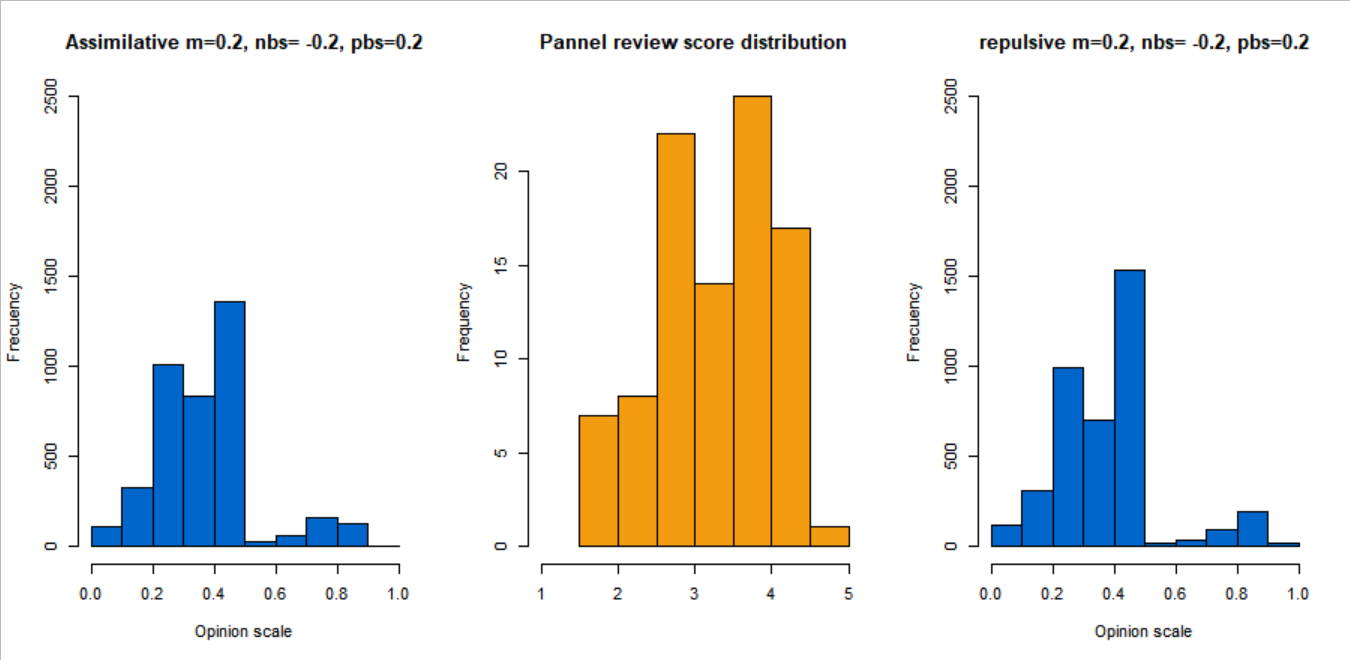 Assimilative m=0.2, nbs= -0.2, pbs=0.2
Frecuency
2500
2000
1500
1000
500
0
0.0 0.2 0.4 0.6 0.8 1.0
Opinion scale
Pannel review score distribution
Frequency
20
15
10
5
0
1 2 3 4 5
repulsive m=0.2, nbs= -0.2, pbs=0.2
Frecuency
2500
2000
1500
1000
500
0
0.0 0.2 0.4 0.6 0.8 1.0
Opinion scale